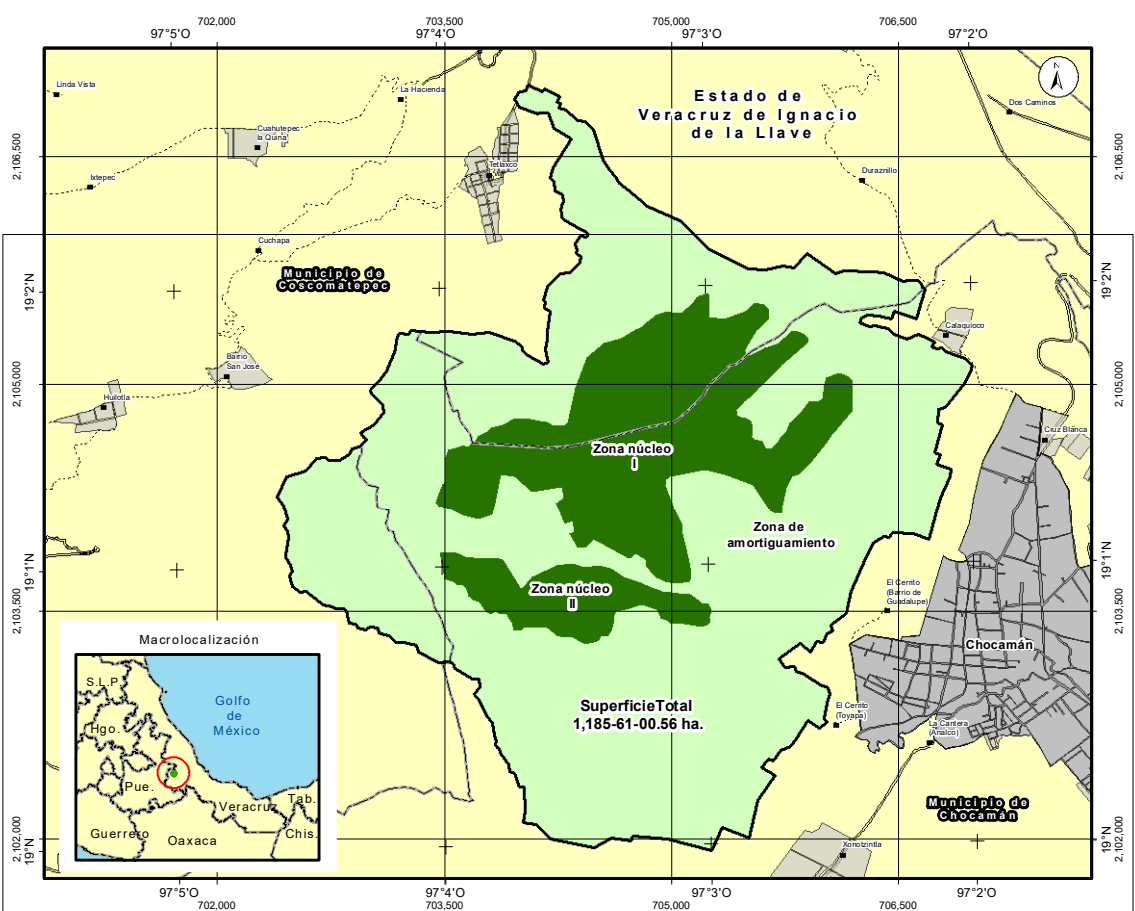 702,000
703,500
705,000
706,500
97°5'O
97°4'O
97°3'O
97°2'O
N
Linda Vista
La Hacienda
Estado de
Veracruz de Ignacio
de la Llave
Dos Caminos
Cuahutepec
la Quina
2,106,500
2,106,500
Ixtepec
Tetlaxco
Duraznillo
Cuchapa
Municipio de
Coscomatepec
19°2'N
19°2'N
Calaquioco
Barrio
San José
2,105,000
2,105,000
Huilotla
Cruz Blanca
Zona núcleo
I
Zona de
amortiguamiento
19°1'N
19°1'N
Zona núcleo
II
El Cerrito
(Barrio de
Guadalupe)
2,103,500
2,103,500
Chocamán
Macrolocalización
S.L.P.
Golfo
de
México
Hgo.
Pue.
Veracruz
Tab.
Guerrero
Oaxaca
Chis.
SuperficieTotal
1,185-61-00.56 ha.
El Cerrito
(Toyapa)
La Cantera
(Analco)
Municipio de
Chocamán
2,102,000
2,102,000
19°N
19°N
Xonotzintla
97°5'O
97°4'O
97°3'O
97°2'O
702,000
703,500
705,000
706,500